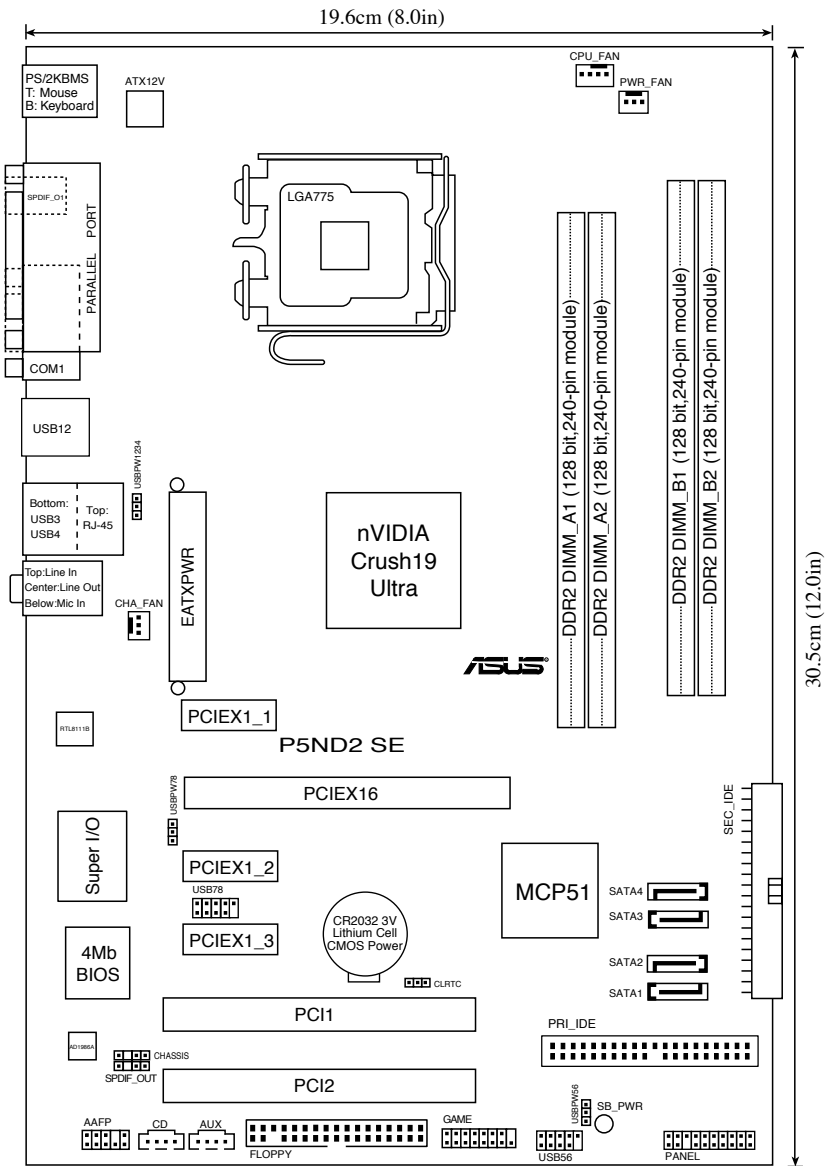 19.6cm (8.0in)
CPU_FAN
PWR_FAN
PS/2KBMS
T: Mouse
B: Keyboard
ATX12V
SPDIF_O1
PARALLEL PORT
LGA775
COM1
USB12
USBPW1234
Bottom:
USB3
USB4
Top:
RJ-45
Top:Line In
Center:Line Out
Below:Mic In
CHA_FAN
EATXPWR
nVIDIA
Crush19
Ultra
DDR2 DIMM_A1 (128 bit,240-pin module)
DDR2 DIMM_A2 (128 bit,240-pin module)
DDR2 DIMM_B1 (128 bit,240-pin module)
DDR2 DIMM_B2 (128 bit,240-pin module)
30.5cm (12.0in)
ASUS
PCIEX1_1
RTL8111B
P5ND2 SE
PCIEX16
USBPW78
SEC_IDE
Super I/O
PCIEX1_2
USB78
PCIEX1_3
MCP51
SATA4
SATA3
SATA2
SATA1
CR2032 3V
Lithium Cell
CMOS Power
4Mb
BIOS
CLRTC
PCI1
PRI_IDE
AD1986A
CHASSIS
SPDIF_OUT
PCI2
USBPW56
SB_PWR
AAFP
CD
AUX
FLOPPY
GAME
USB56
PANEL